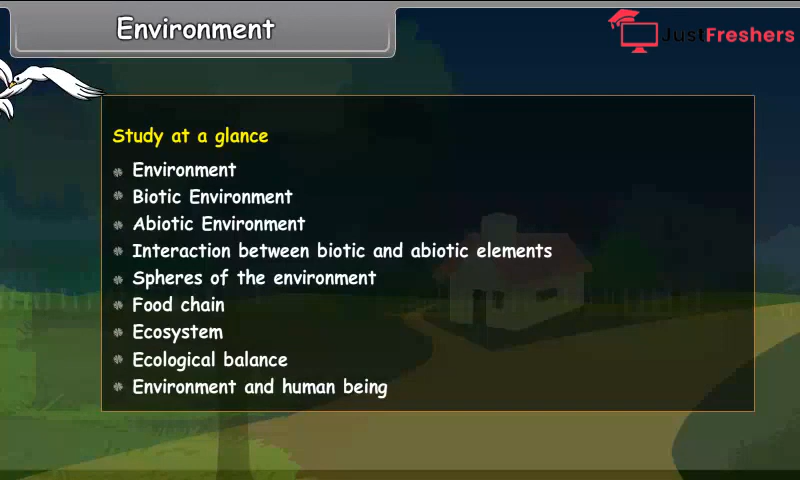 Environment
JustFreshers
Study at a glance
Environment
Biotic Environment
Abiotic Environment
Interaction between biotic and abiotic elements
Spheres of the environment
Food chain
Ecosystem
Ecological balance
Environment and human being